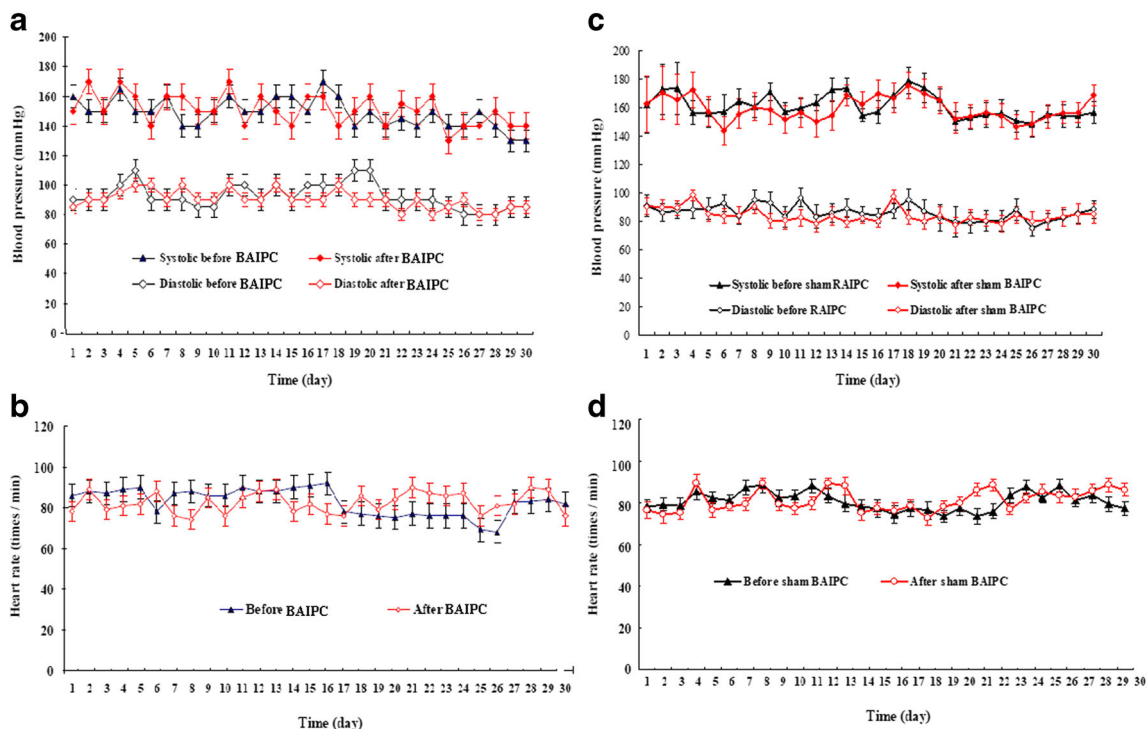 a
200
180
160
140
120
100
80
60
40
20
0
Blood pressure (mmHg)
Systolic before BAIPC
Systolic after BAIPC
Diastolic before BAIPC
Diastolic after BAIPC
1 2 3 4 5 6 7 8 9 10 11 12 13 14 15 16 17 18 19 20 21 22 23 24 25 26 27 28 29 30
Time (day)
b
120
100
80
60
40
20
0
Heart rate (times / min)
Before BAIPC
After BAIPC
1 2 3 4 5 6 7 8 9 10 11 12 13 14 15 16 17 18 19 20 21 22 23 24 25 26 27 28 29 30
Time (day)
c
200
180
160
140
120
100
80
60
40
20
0
Blood pressure (mm Hg)
Systolic before sham RAIPC
Systolic after sham BAIPC
Diastolic before RAIPC
Diastolic after sham BAIPC
1 2 3 4 5 6 7 8 9 10 11 12 13 14 15 16 17 18 19 20 21 22 23 24 25 26 27 28 29 30
Time (day)
d
120
100
80
60
40
20
0
Heart rate (times / min)
Before sham BAIPC
After sham BAIPC
1 2 3 4 5 6 7 8 9 10 11 12 13 14 15 16 17 18 19 20 21 22 23 24 25 26 27 28 29 30
Time (day)